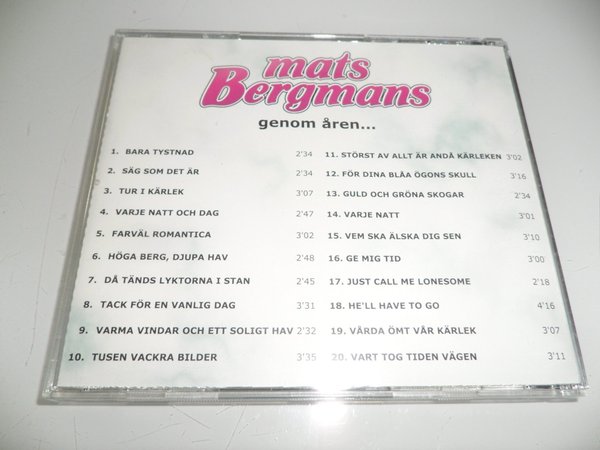 mats
Bergmans
genom åren...
1. BARA TYSTNAD 2'34
2. SÄG SOM DET ÄR 2'34
3. TUR I KÄRLEK 3'07
4. VARJE NATT OCH DAG 2'47
5. FARVÄL ROMANTICA 3'02
6. HÖGA BERG, DJUPA HAV 2'48
7. DÅ TÄNDS LYKTORNA I STAN 2'45
8. TACK FÖR EN VANLIG DAG 3'31
9. VARMA VINDAR OCH ETT SOLIGT HAV 2'32
10. TUSEN VACKRA BILDER 3'35
11. STÖRST AV ALLT ÄR ANDÅ KÄRLEKEN 3'02
12. FÖR DINA BLÅA ÖGONS SKULL 3'16
13. GULD OCH GRÖNA SKOGAR 2'34
14. VARJE NATT 3'01
15. VEM SKA ÄLSKA DIG SEN 3'10
16. GE MIG TID 3'00
17. JUST CALL ME LONESOME 2'18
18. HE'LL HAVE TO GO 4'16
19. VÅRDA ÖMT VÅR KÄRLEK 3'07
20. VART TOG TIDEN VÄGEN 3'11